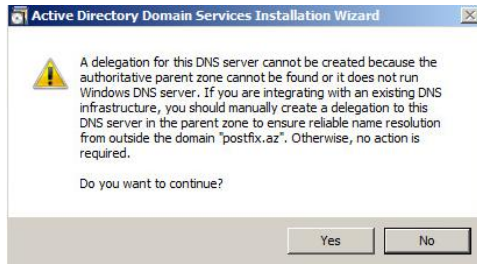 Active Directory Domain Services Installation Wizard
A delegation for this DNS server cannot be created because the
authoritative parent zone cannot be found or it does not run
Windows DNS server. If you are integrating with an existing DNS
infrastructure, you should manually create a delegation to this
DNS server in the parent zone to ensure reliable name resolution
from outside the domain "postfix.az". Otherwise, no action is
required.
Do you want to continue?
Yes No